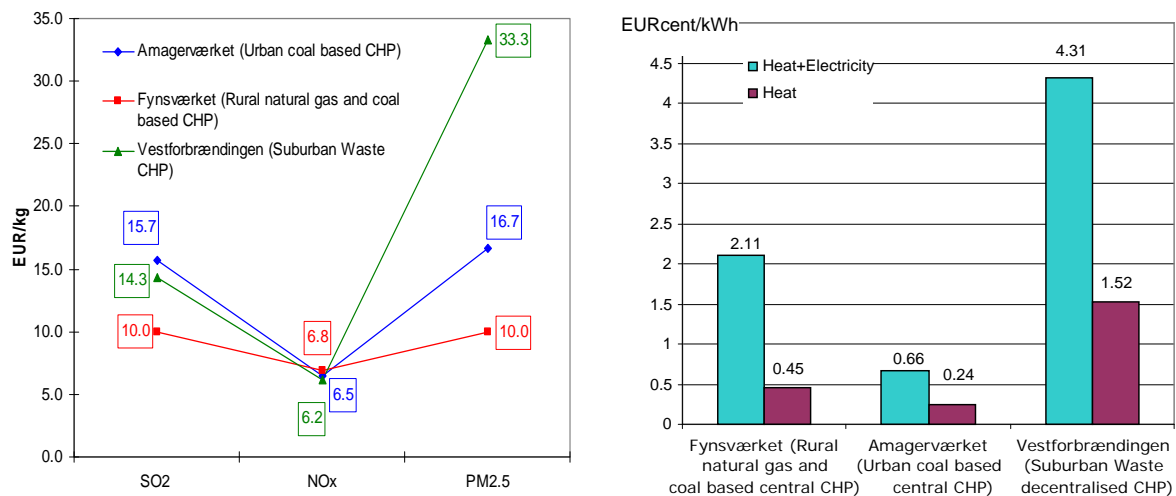 35.0
30.0
25.0
20.0
15.0
10.0
5.0
0.0
EUR/kg
Amagerværket (Urban coal based CHP)
Fynsværket (Rural natural gas and coal
based CHP)
Vestforbrændingen (Suburban Waste
CHP)
33.3
15.7
16.7
14.3
10.0
6.8
10.0
6.5
6.2
SO2
NOx
PM2.5
EURcent/kWh
4.5
4
3.5
3
2.5
2
1.5
1
0.5
0
Heat+Electricity
Heat
4.31
2.11
1.52
0.45
0.66
0.24
Fynsværket (Rural
natural gas and
coal based central CHP)
Amagerværket
(Urban coal based
central CHP)
Vestforbrændingen
(Suburban Waste
decentralised CHP)